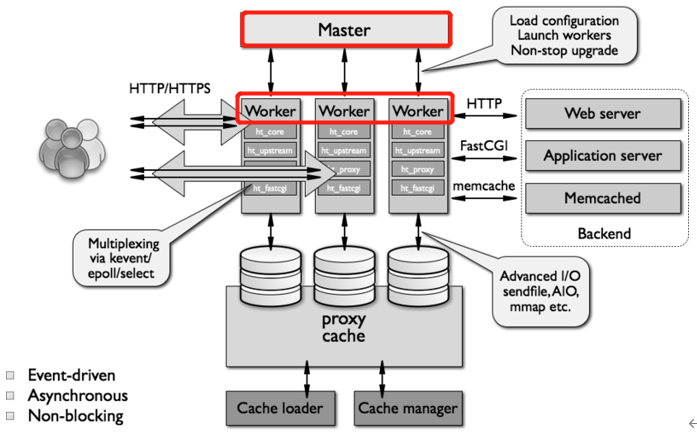 Master
Load configuration
Launch workers
Non-stop upgrade
HTTP/HTTPS
Worker
ht_core
ht_upstream
ht_fastcgi
Worker
ht_core
ht_upstream
_proxy
ht_fastcgi
Worker
ht_core
ht_upstream
ht_proxy
ht_fastcgi
HTTP
FastCGI
memcache
Web server
Application server
Memcached
Backend
Multiplexing
via kevent/
epoll/select
Advanced I/O
sendfile, AIO,
mmap etc.
proxy
cache
Cache loader
Cache manager
Event-driven
Asynchronous
Non-blocking